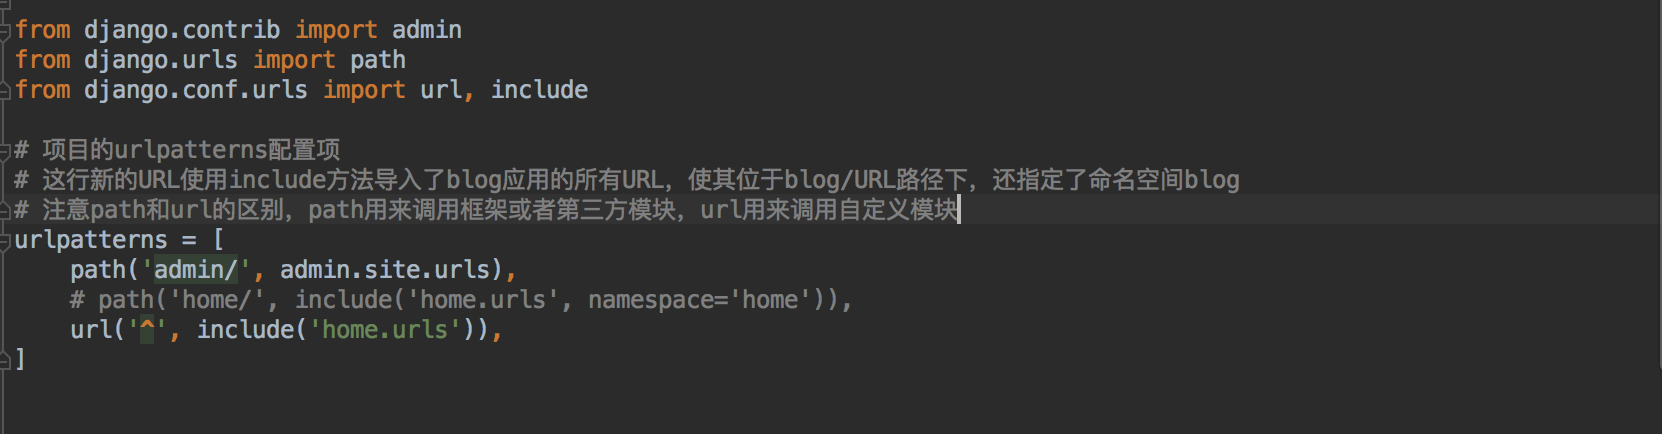 from django.contrib import admin
from django.urls import path
from django.conf.urls import url, include
# 项目的urlpatterns配置项
# 这行新的URL使用include方法导入了blog应用的所有URL，使其位于blog/URL路径下，还指定了命名空间blog
# 注意path和url的区别，path用来调用框架或者第三方模块，url用来调用自定义模块
urlpatterns = [
    path('admin/', admin.site.urls),
    # path('home/', include('home.urls', namespace='home')),
    url('^', include('home.urls')),
]